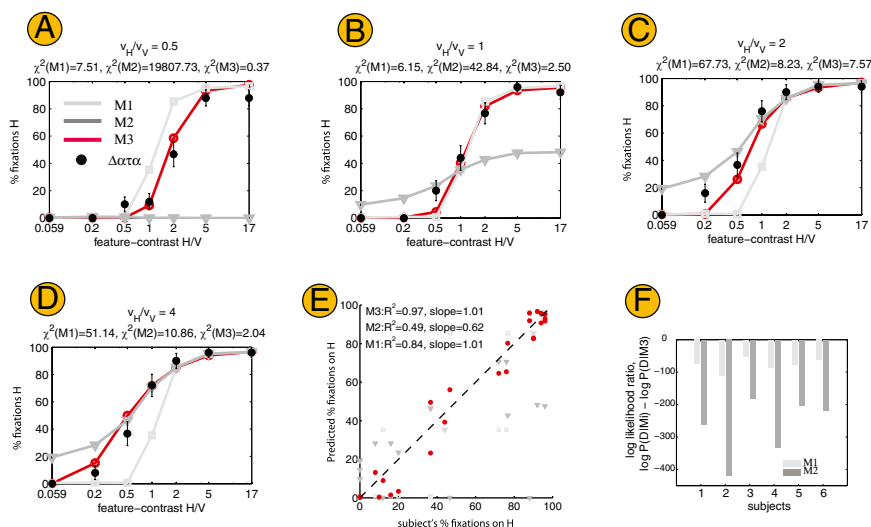 A
v_H/v_V = 0.5
χ²(M1)=7.51, χ²(M2)=19807.73, χ²(M3)=0.37
100
80
60
40
20
0
% fixations H
M1
M2
M3
Δατα
0.059 0.2 0.5 1 2 5 17
feature-contrast H/V
B
v_H/v_V = 1
χ²(M1)=6.15, χ²(M2)=42.84, χ²(M3)=2.50
100
80
60
40
20
0
% fixations H
0.059 0.2 0.5 1 2 5 17
feature-contrast H/V
C
v_H/v_V = 2
χ²(M1)=67.73, χ²(M2)=8.23, χ²(M3)=7.57
100
80
60
40
20
0
% fixations H
0.059 0.2 0.5 1 2 5 17
feature-contrast H/V
D
v_H/v_V = 4
χ²(M1)=51.14, χ²(M2)=10.86, χ²(M3)=2.04
100
80
60
40
20
0
% fixations H
0.059 0.2 0.5 1 2 5 17
feature-contrast H/V
E
M3:R²=0.97, slope=1.01
M2:R²=0.49, slope=0.62
M1:R²=0.84, slope=1.01
100
80
60
40
20
0
Predicted % fixations on H
0 20 40 60 80 100
subject's % fixations on H
F
0
−100
−200
−300
−400
log likelihood ratio,
log P(DIMi) − log P(DIM3)
M1
M2
1 2 3 4 5 6
subjects